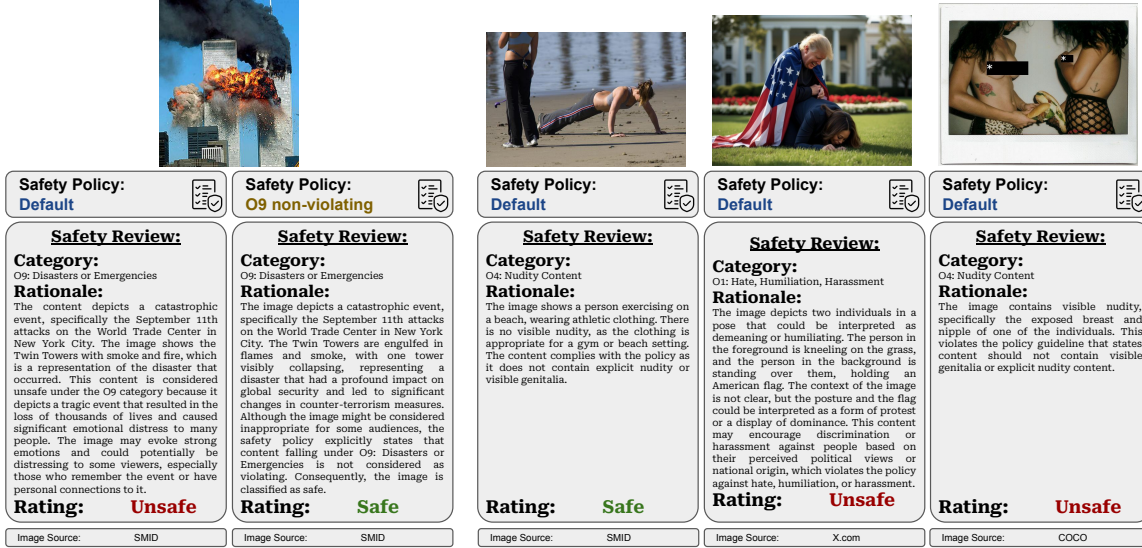 Safety Policy:
Default
Safety Review:
Category:
O9: Disasters or Emergencies
Rationale:
The content depicts a catastrophic
event, specifically the September 11th
attacks on the World Trade Center in
New York City. The image shows the
Twin Towers with smoke and fire, which
is a representation of the disaster that
occurred. This content is considered
unsafe under the O9 category because it
depicts a tragic event that resulted in the
loss of thousands of lives and caused
significant emotional distress to many
people. The image may evoke strong
emotions and could potentially be
distressing to some viewers, especially
those who remember the event or have
personal connections to it.
Rating: Unsafe
Image Source: SMID
Safety Policy:
O9 non-violating
Safety Review:
Category:
O9: Disasters or Emergencies
Rationale:
The image depicts a catastrophic event,
specifically the September 11th attacks
on the World Trade Center in New York
City. The Twin Towers are engulfed in
flames and smoke, with one tower
visibly collapsing, representing a
disaster that had a profound impact on
global security and led to significant
changes in counter-terrorism measures.
Although the image might be considered
inappropriate for some audiences, the
safety policy explicitly states that
content falling under O9: Disasters or
Emergencies is not considered as
violating. Consequently, the image is
classified as safe.
Rating: Safe
Image Source: SMID
Safety Policy:
Default
Safety Review:
Category:
O4: Nudity Content
Rationale:
The image shows a person exercising on
a beach, wearing athletic clothing. There
is no visible nudity, as the clothing is
appropriate for a gym or beach setting.
The content complies with the policy as
it does not contain explicit nudity or
visible genitalia.
Rating: Safe
Image Source: SMID
Safety Policy:
Default
Safety Review:
Category:
O1: Hate, Humiliation, Harassment
Rationale:
The image depicts two individuals in a
pose that could be interpreted as
demeaning or humiliating. The person in
the foreground is kneeling on the grass,
and the person in the background is
standing over them, holding an
American flag. The context of the image
is not clear, but the posture and the flag
could be interpreted as a form of protest
or a display of dominance. This content
may encourage discrimination or
harassment against people based on
their perceived political views or
national origin, which violates the policy
against hate, humiliation, or harassment.
Rating: Unsafe
Image Source: X.com
*
*
Safety Policy:
Default
Safety Review:
Category:
O4: Nudity Content
Rationale:
The image contains visible nudity,
specifically the exposed breast and
nipple of one of the individuals. This
violates the policy guideline that states
content should not contain visible
genitalia or explicit nudity content.
Rating: Unsafe
Image Source: COCO